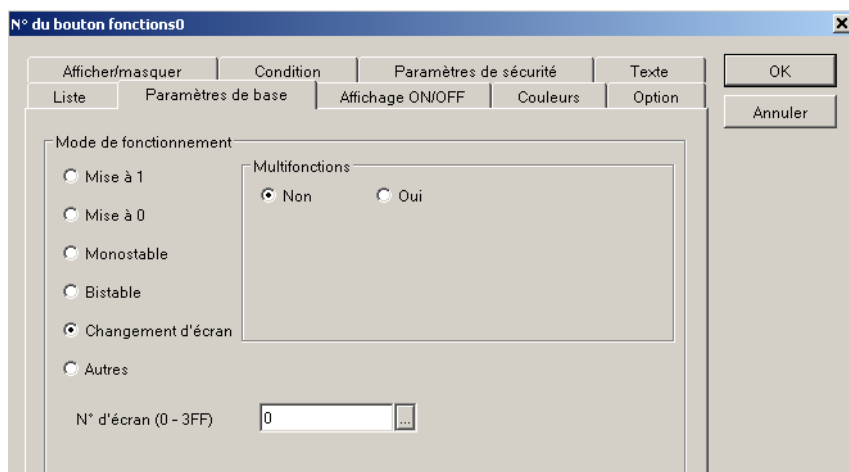 N° du bouton fonctions0
Afficher/masquer Condition Paramètres de sécurité Texte
Liste Paramètres de base Affichage ON/OFF Couleurs Option
OK
Annuler
Mode de fonctionnement
Mise à 1
Mise à 0
Monostable
Bistable
Changement d'écran
Autres
Multifonctions
Non Oui
N° d'écran (0 - 3FF) 0 ...